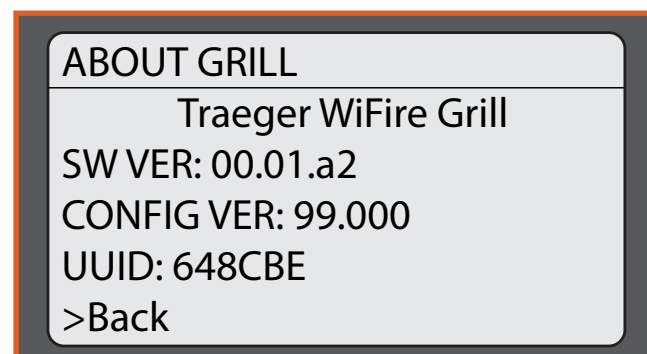 ABOUT GRILL
Traeger WiFire Grill
SW VER: 00.01.a2
CONFIG VER: 99.000
UUID: 648CBE
>Back